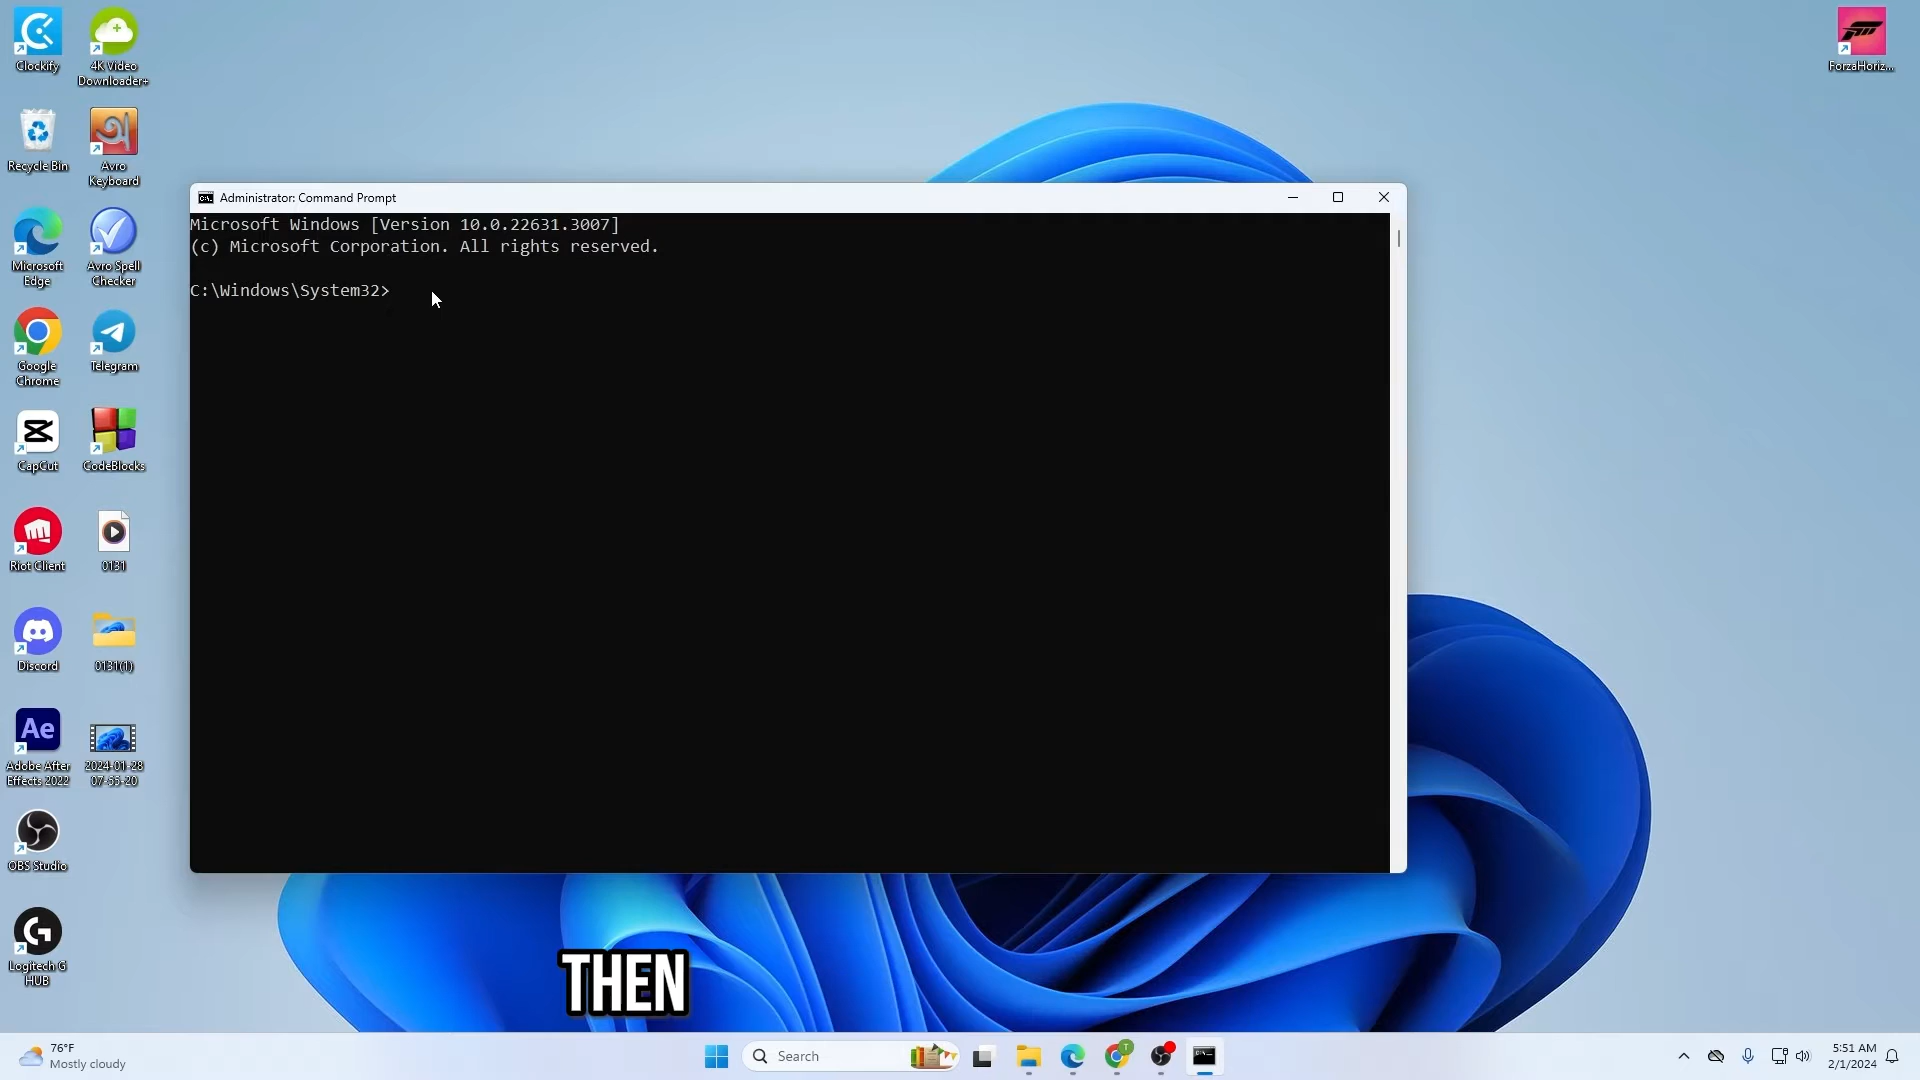 Clockify
4K Video
Downloader+
ForzaHoriz...
Recycle Bin
Avro
Keyboard
Administrator: Command Prompt
Microsoft Windows [Version 10.0.22631.3007]
(c) Microsoft Corporation. All rights reserved.
C:\Windows\System32>
Microsoft
Edge
Avro Spell
Checker
Google
Chrome
Telegram
CapCut
CodeBlocks
Riot Client
0131
Discord
0131(1)
Ae
Adobe After
Effects 2022
2024-01-28
07-55-20
OBS Studio
Logitech G
HUB
THEN
76°F
Mostly cloudy
Search
T
5:51 AM
2/1/2024